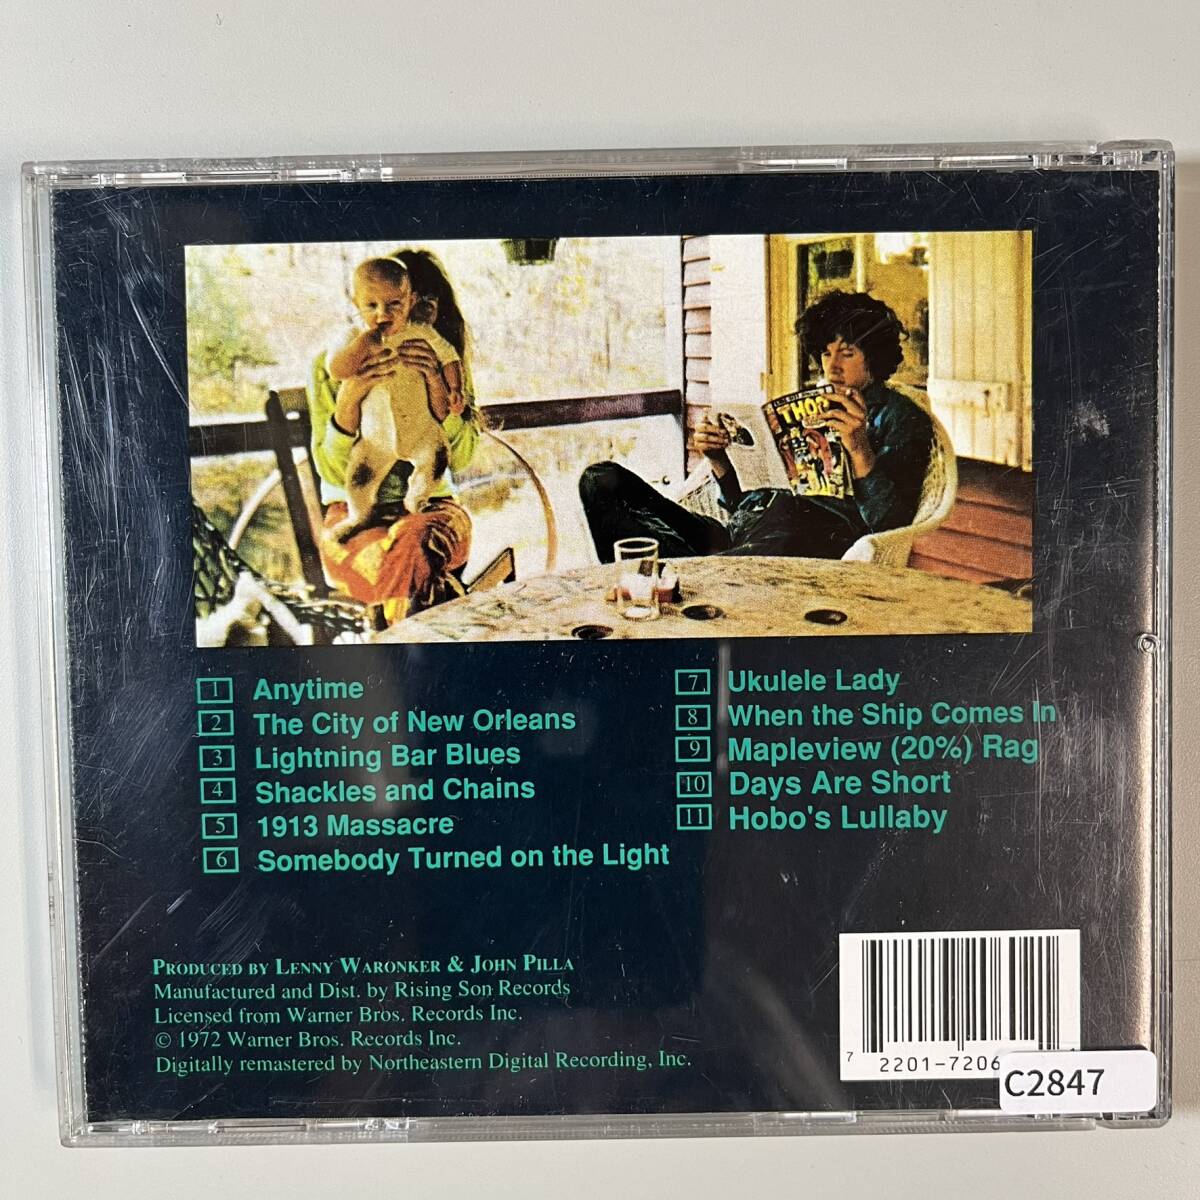 THOR
1 Anytime
2 The City of New Orleans
3 Lightning Bar Blues
4 Shackles and Chains
5 1913 Massacre
6 Somebody Turned on the Light
7 Ukulele Lady
8 When the Ship Comes In
9 Mapleview (20%) Rag
10 Days Are Short
11 Hobo's Lullaby
PRODUCED BY LENNY WARONKER & JOHN PILLA
Manufactured and Dist. by Rising Son Records
Licensed from Warner Bros. Records Inc.
© 1972 Warner Bros. Records Inc.
Digitally remastered by Northeastern Digital Recording, Inc.
7 2201-7206
C2847